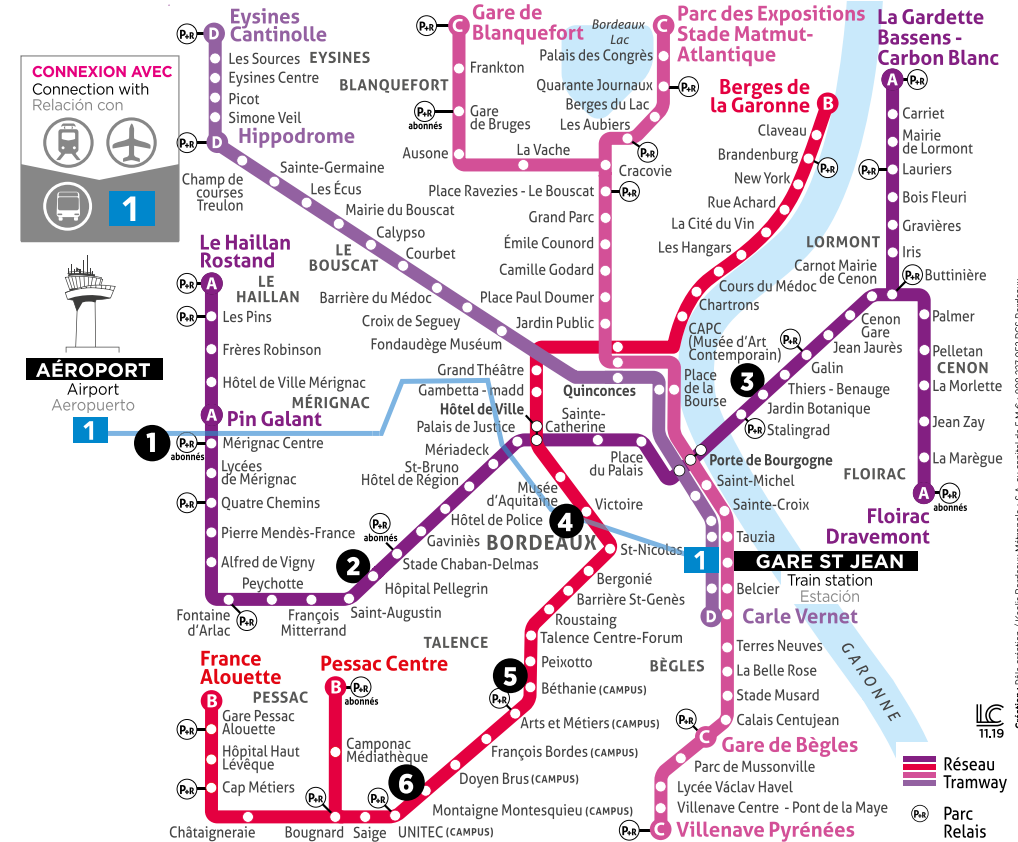 Eysines
Cantinolle
D
P+R
Les Sources
EYSINES
Eysines Centre
Picot
Simone Veil
P+R
D
Hippodrome
CONNEXION AVEC
Connection with
Relación con
1
Champ de
courses
Treulon
Sainte-Germaine
Les Écus
Mairie du Bouscat
Calypso
Courbet
LE
BOUSCAT
Barrière du Médoc
Croix de Seguey
Fondaudège Muséum
Gare de
Blanquefort
P+R
C
Frankton
BLANQUEFORT
P+R
abonnés
Gare
de Bruges
Ausone
La Vache
Bordeaux
Lac
Parc des Expositions
Stade Matmut-
Atlantique
C
Palais des Congrès
Quarante Journaux
P+R
Berges du Lac
Les Aubiers
P+R
Cracovie
Place Ravezies - Le Bouscat
P+R
Grand Parc
Émile Counord
Camille Godard
Place Paul Doumer
Jardin Public
Berges de
la Garonne
B
Claveau
Brandenburg
P+R
New York
Rue Achard
La Cité du Vin
Les Hangars
Cours du Médoc
Chartrons
CAPC
(Musée d'Art
Contemporain)
La Gardette
Bassens -
Carbon Blanc
A
P+R
Carriet
Mairie
de Lormont
P+R
Lauriers
Bois Fleuri
Gravières
Iris
LORMONT
Carnot Mairie
de Cenon
P+R
Buttinière
Palmer
Pelletan
CENON
La Morlette
Jean Zay
La Marègue
FLOIRAC
A
P+R
abonnés
Floirac
Dravemont
Cenon
Gare
Jean Jaurès
P+R
Galin
3
Thiers - Benauge
Jardin Botanique
P+R
Stalingrad
Porte de Bourgogne
Le Haillan
Rostand
P+R
A
LE
HAILLAN
P+R
Les Pins
Frères Robinson
Hôtel de Ville Mérignac
MÉRIGNAC
A
Pin Galant
AÉROPORT
Airport
Aeropuerto
1
1
P+R
abonnés
Mérignac Centre
Lycées
de Mérignac
P+R
Quatre Chemins
Pierre Mendès-France
Alfred de Vigny
Peychotte
Fontaine
d'Arlac
P+R
François
Mitterrand
Saint-Augustin
2
Hôpital Pellegrin
P+R
abonnés
Stade Chaban-Delmas
Gaviniès
Hôtel de Police
St-Bruno
Hôtel de Région
Mériadeck
Grand Théâtre
Gambetta - madd
Hôtel de Ville
Palais de Justice
Sainte-
Catherine
Quinconces
Place
de la
Bourse
Place
du Palais
Musée
d'Aquitaine
4
Victoire
BORDEAUX
St-Nicolas
Saint-Michel
Sainte-Croix
Tauzia
1
GARE ST JEAN
Train station
Estación
Belcier
D
Carle Vernet
Bergonié
Barrière St-Genès
Roustaing
TALENCE
Talence Centre-Forum
Peixotto
5
Béthanie (CAMPUS)
P+R
Arts et Métiers (CAMPUS)
François Bordes (CAMPUS)
Doyen Brus (CAMPUS)
6
Montaigne Montesquieu (CAMPUS)
P+R
UNITEC (CAMPUS)
Saige
P+R
Bougnard
Châtaigneraie
France
Alouette
B
PESSAC
P+R
Gare Pessac
Alouette
Hôpital Haut
Lévêque
P+R
Cap Métiers
Pessac Centre
B
P+R
abonnés
Camponac
Médiathèque
BÈGLES
Terres Neuves
La Belle Rose
Stade Musard
Calais Centujean
P+R
C
Gare de Bègles
Parc de Mussonville
Lycée Václav Havel
Villenave Centre - Pont de la Maye
P+R
C
Villenave Pyrénées
GARONNE
LC
11.19
Réseau
Tramway
P+R
Parc
Relais